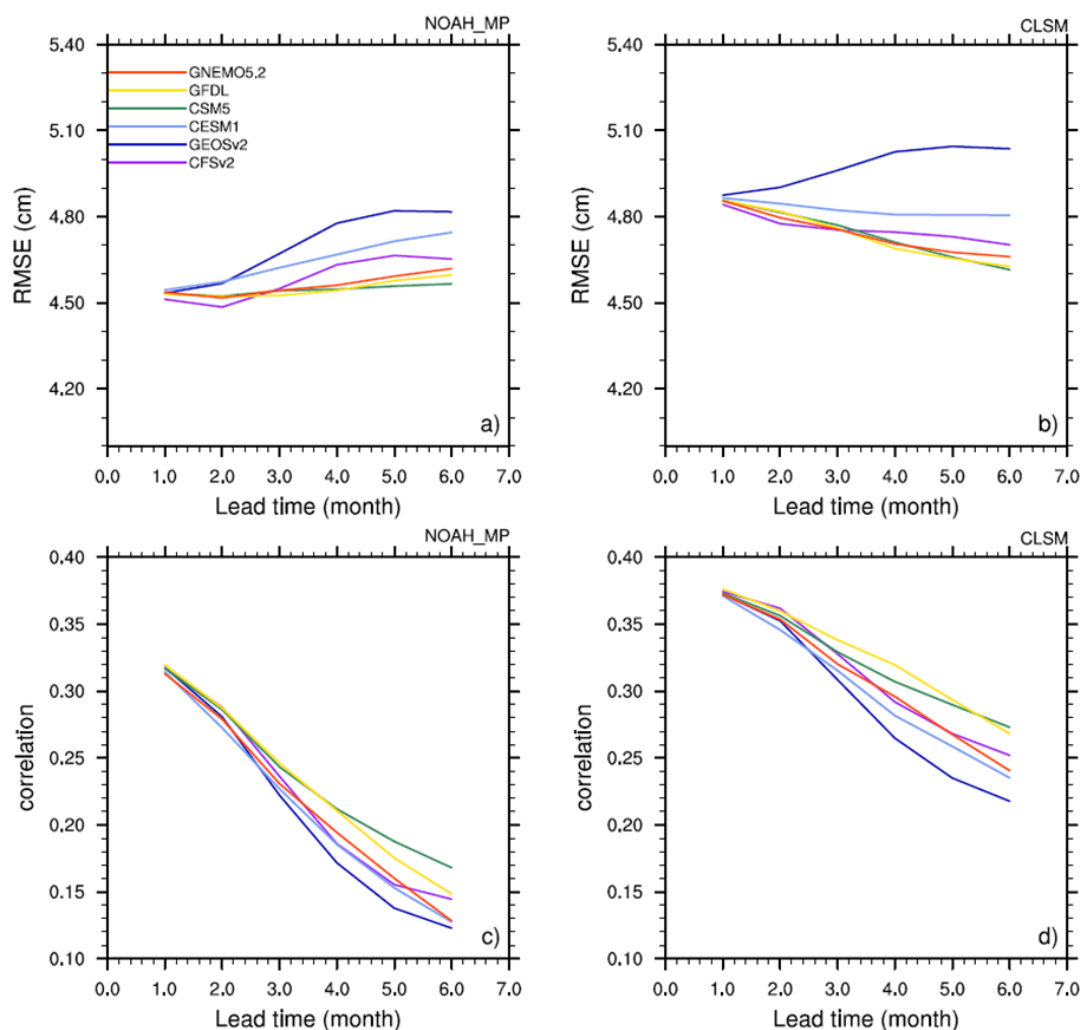 NOAH_MP
5.40
5.10
4.80
4.50
4.20
RMSE (cm)
GNEMO5.2
GFDL
CSM5
CESM1
GEOSv2
CFSv2
a)
0.0 1.0 2.0 3.0 4.0 5.0 6.0 7.0
Lead time (month)
CLSM
5.40
5.10
4.80
4.50
4.20
RMSE (cm)
b)
0.0 1.0 2.0 3.0 4.0 5.0 6.0 7.0
Lead time (month)
NOAH_MP
0.40
0.35
0.30
0.25
0.20
0.15
0.10
correlation
c)
0.0 1.0 2.0 3.0 4.0 5.0 6.0 7.0
Lead time (month)
CLSM
0.40
0.35
0.30
0.25
0.20
0.15
0.10
correlation
d)
0.0 1.0 2.0 3.0 4.0 5.0 6.0 7.0
Lead time (month)